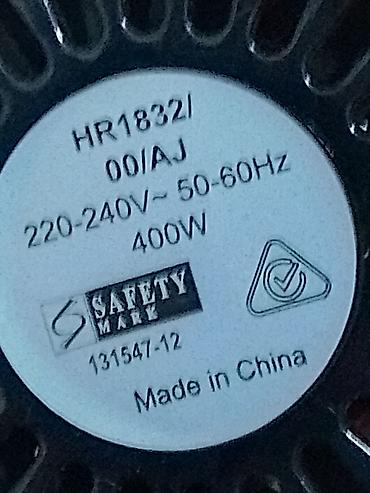 HR1832/
00/AJ
220-240V~ 50-60Hz
400W
SAFETY
MARK
131547-12
Made in China